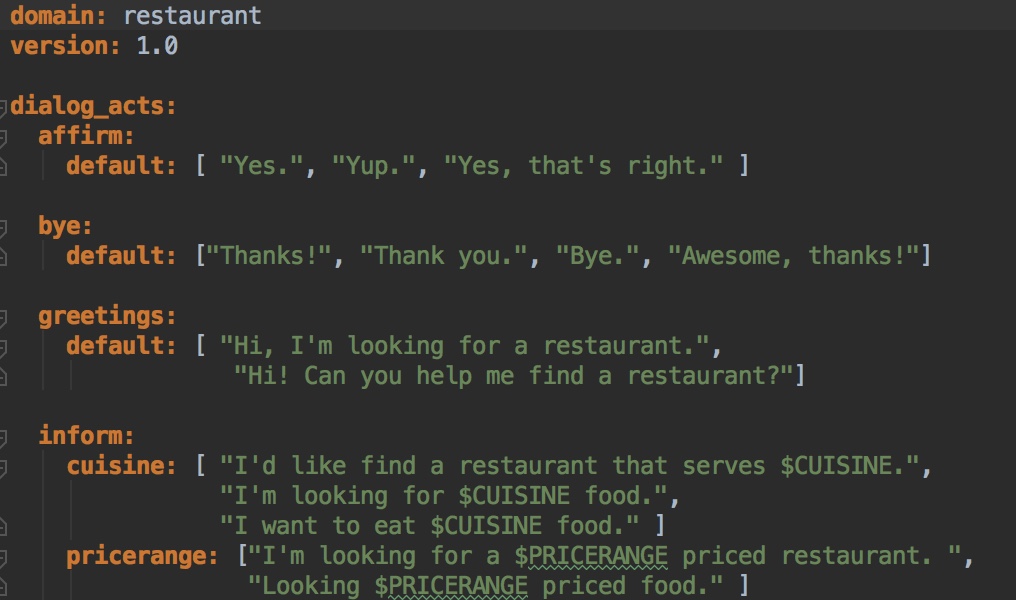 domain: restaurant
version: 1.0
dialog_acts:
affirm:
default: [ "Yes.", "Yup.", "Yes, that's right." ]
bye:
default: ["Thanks!", "Thank you.", "Bye.", "Awesome, thanks!"]
greetings:
default: [ "Hi, I'm looking for a restaurant.",
"Hi! Can you help me find a restaurant?"]
inform:
cuisine: [ "I'd like find a restaurant that serves $CUISINE.",
"I'm looking for $CUISINE food.",
"I want to eat $CUISINE food." ]
pricerange: ["I'm looking for a $PRICERANGE priced restaurant. ",
"Looking $PRICERANGE priced food." ]